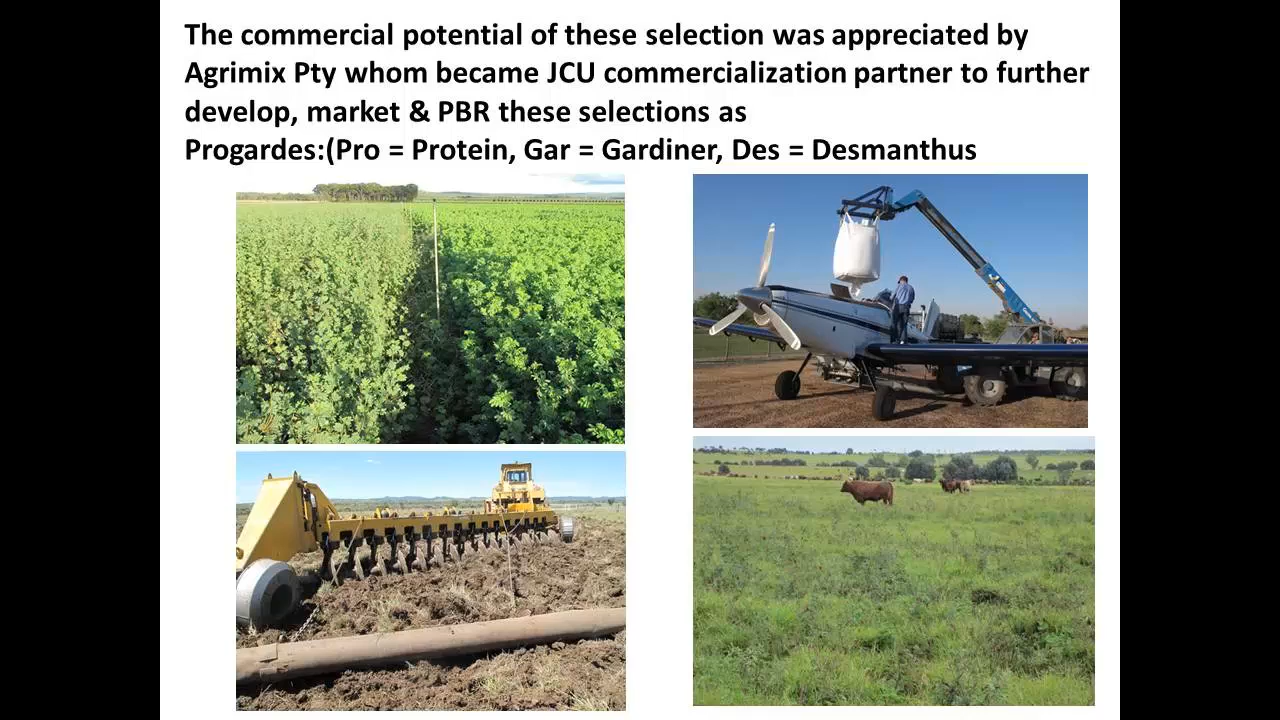 The commercial potential of these selection was appreciated by
Agrimix Pty whom became JCU commercialization partner to further
develop, market & PBR these selections as
Progardes:(Pro = Protein, Gar = Gardiner, Des = Desmanthus